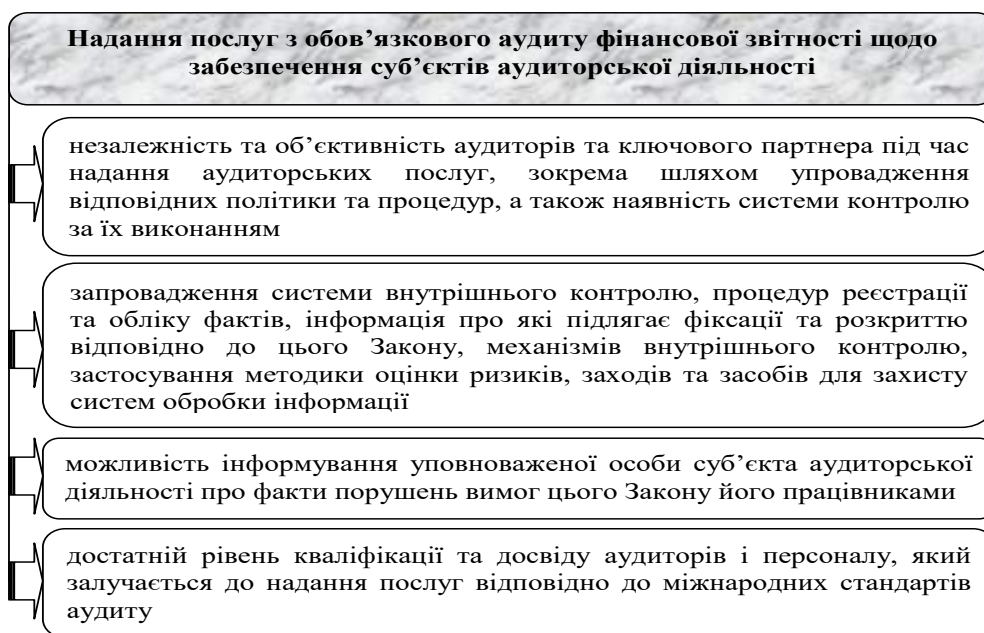 Надання послуг з обов’язкового аудиту фінансової звітності щодо
забезпечення суб’єктів аудиторської діяльності
незалежність та об’єктивність аудиторів та ключового партнера під час
надання аудиторських послуг, зокрема шляхом упровадження
відповідних політики та процедур, а також наявність системи контролю
за їх виконанням
запровадження системи внутрішнього контролю, процедур реєстрації
та обліку фактів, інформація про які підлягає фіксації та розкриттю
відповідно до цього Закону, механізмів внутрішнього контролю,
застосування методики оцінки ризиків, заходів та засобів для захисту
систем обробки інформації
можливість інформування уповноваженої особи суб’єкта аудиторської
діяльності про факти порушень вимог цього Закону його працівниками
достатній рівень кваліфікації та досвіду аудиторів і персоналу, який
залучається до надання послуг відповідно до міжнародних стандартів
аудиту